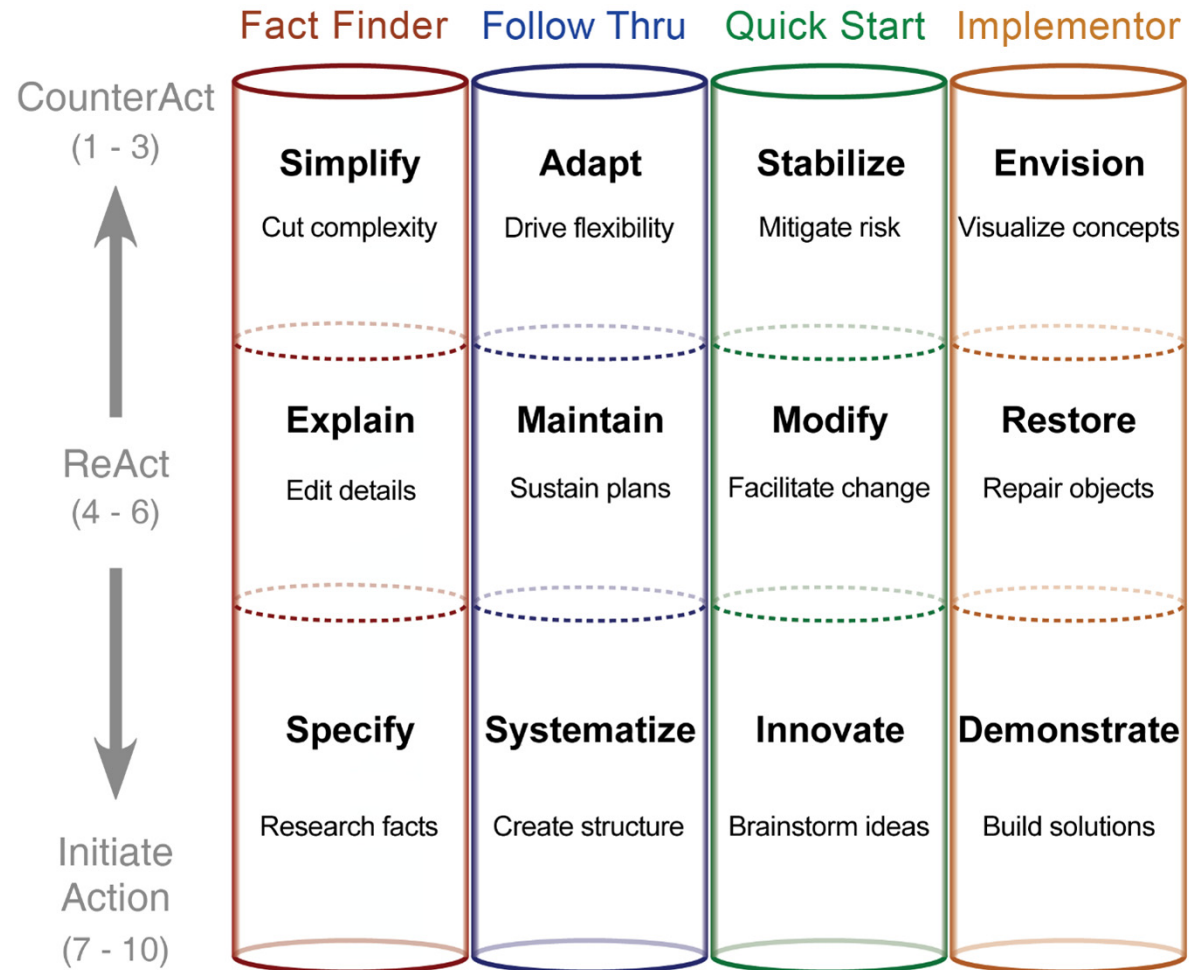 Fact Finder Follow Thru Quick Start Implementor
CounterAct
(1 - 3)
Simplify Adapt Stabilize Envision
Cut complexity Drive flexibility Mitigate risk Visualize concepts
Explain Maintain Modify Restore
ReAct
(4 - 6)
Edit details Sustain plans Facilitate change Repair objects
Specify Systematize Innovate Demonstrate
Research facts Create structure Brainstorm ideas Build solutions
Initiate
Action
(7 - 10)